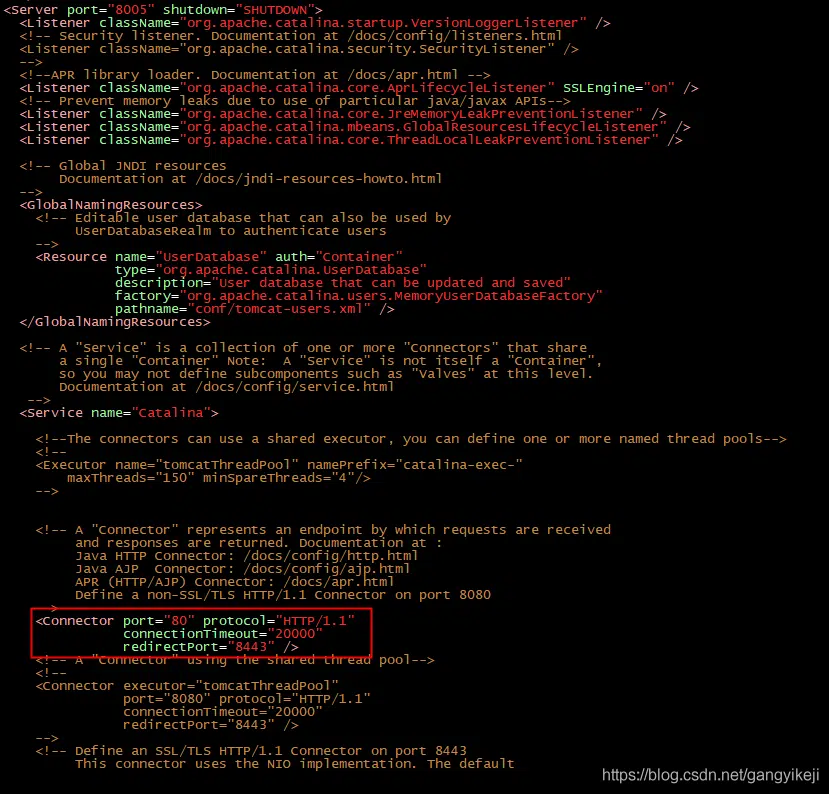 <Server port="8005" shutdown="SHUTDOWN">
  <Listener className="org.apache.catalina.startup.VersionLoggerListener" />
  <!-- Security listener. Documentation at /docs/config/listeners.html
  <Listener className="org.apache.catalina.security.SecurityListener" />
  -->
  <!--APR library loader. Documentation at /docs/apr.html -->
  <Listener className="org.apache.catalina.core.AprLifecycleListener" SSLEngine="on" />
  <!-- Prevent memory leaks due to use of particular java/javax APIs-->
  <Listener className="org.apache.catalina.core.JreMemoryLeakPreventionListener" />
  <Listener className="org.apache.catalina.mbeans.GlobalResourcesLifecycleListener" />
  <Listener className="org.apache.catalina.core.ThreadLocalLeakPreventionListener" />

  <!-- Global JNDI resources
       Documentation at /docs/jndi-resources-howto.html
  -->
  <GlobalNamingResources>
    <!-- Editable user database that can also be used by
         UserDatabaseRealm to authenticate users
    -->
    <Resource name="UserDatabase" auth="Container"
              type="org.apache.catalina.UserDatabase"
              description="User database that can be updated and saved"
              factory="org.apache.catalina.users.MemoryUserDatabaseFactory"
              pathname="conf/tomcat-users.xml" />
  </GlobalNamingResources>

  <!-- A "Service" is a collection of one or more "Connectors" that share
       a single "Container" Note:  A "Service" is not itself a "Container",
       so you may not define subcomponents such as "Valves" at this level.
       Documentation at /docs/config/service.html
   -->
  <Service name="Catalina">

    <!--The connectors can use a shared executor, you can define one or more named thread pools-->
    <!--
    <Executor name="tomcatThreadPool" namePrefix="catalina-exec-"
        maxThreads="150" minSpareThreads="4"/>
    -->

    <!-- A "Connector" represents an endpoint by which requests are received
         and responses are returned. Documentation at :
         Java HTTP Connector: /docs/config/http.html
         Java AJP  Connector: /docs/config/ajp.html
         APR (HTTP/AJP) Connector: /docs/apr.html
         Define a non-SSL/TLS HTTP/1.1 Connector on port 8080
    -->
    <Connector port="80" protocol="HTTP/1.1"
               connectionTimeout="20000"
               redirectPort="8443" />
    <!-- A "Connector" using the shared thread pool-->
    <!--
    <Connector executor="tomcatThreadPool"
               port="8080" protocol="HTTP/1.1"
               connectionTimeout="20000"
               redirectPort="8443" />
    -->
    <!-- Define an SSL/TLS HTTP/1.1 Connector on port 8443
         This connector uses the NIO implementation. The default
https://blog.csdn.net/gangyikeji